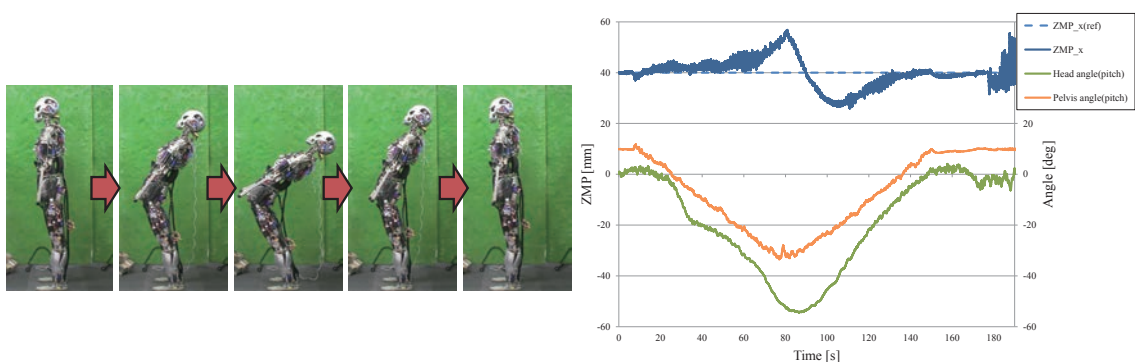 60
40
20
0
-20
-40
-60
ZMP [mm]
ZMP_x(ref)
ZMP_x
Head angle(pitch)
Pelvis angle(pitch)
20
0
-20
-40
-60
Angle [deg]
0 20 40 60 80 100 120 140 160 180
Time [s]